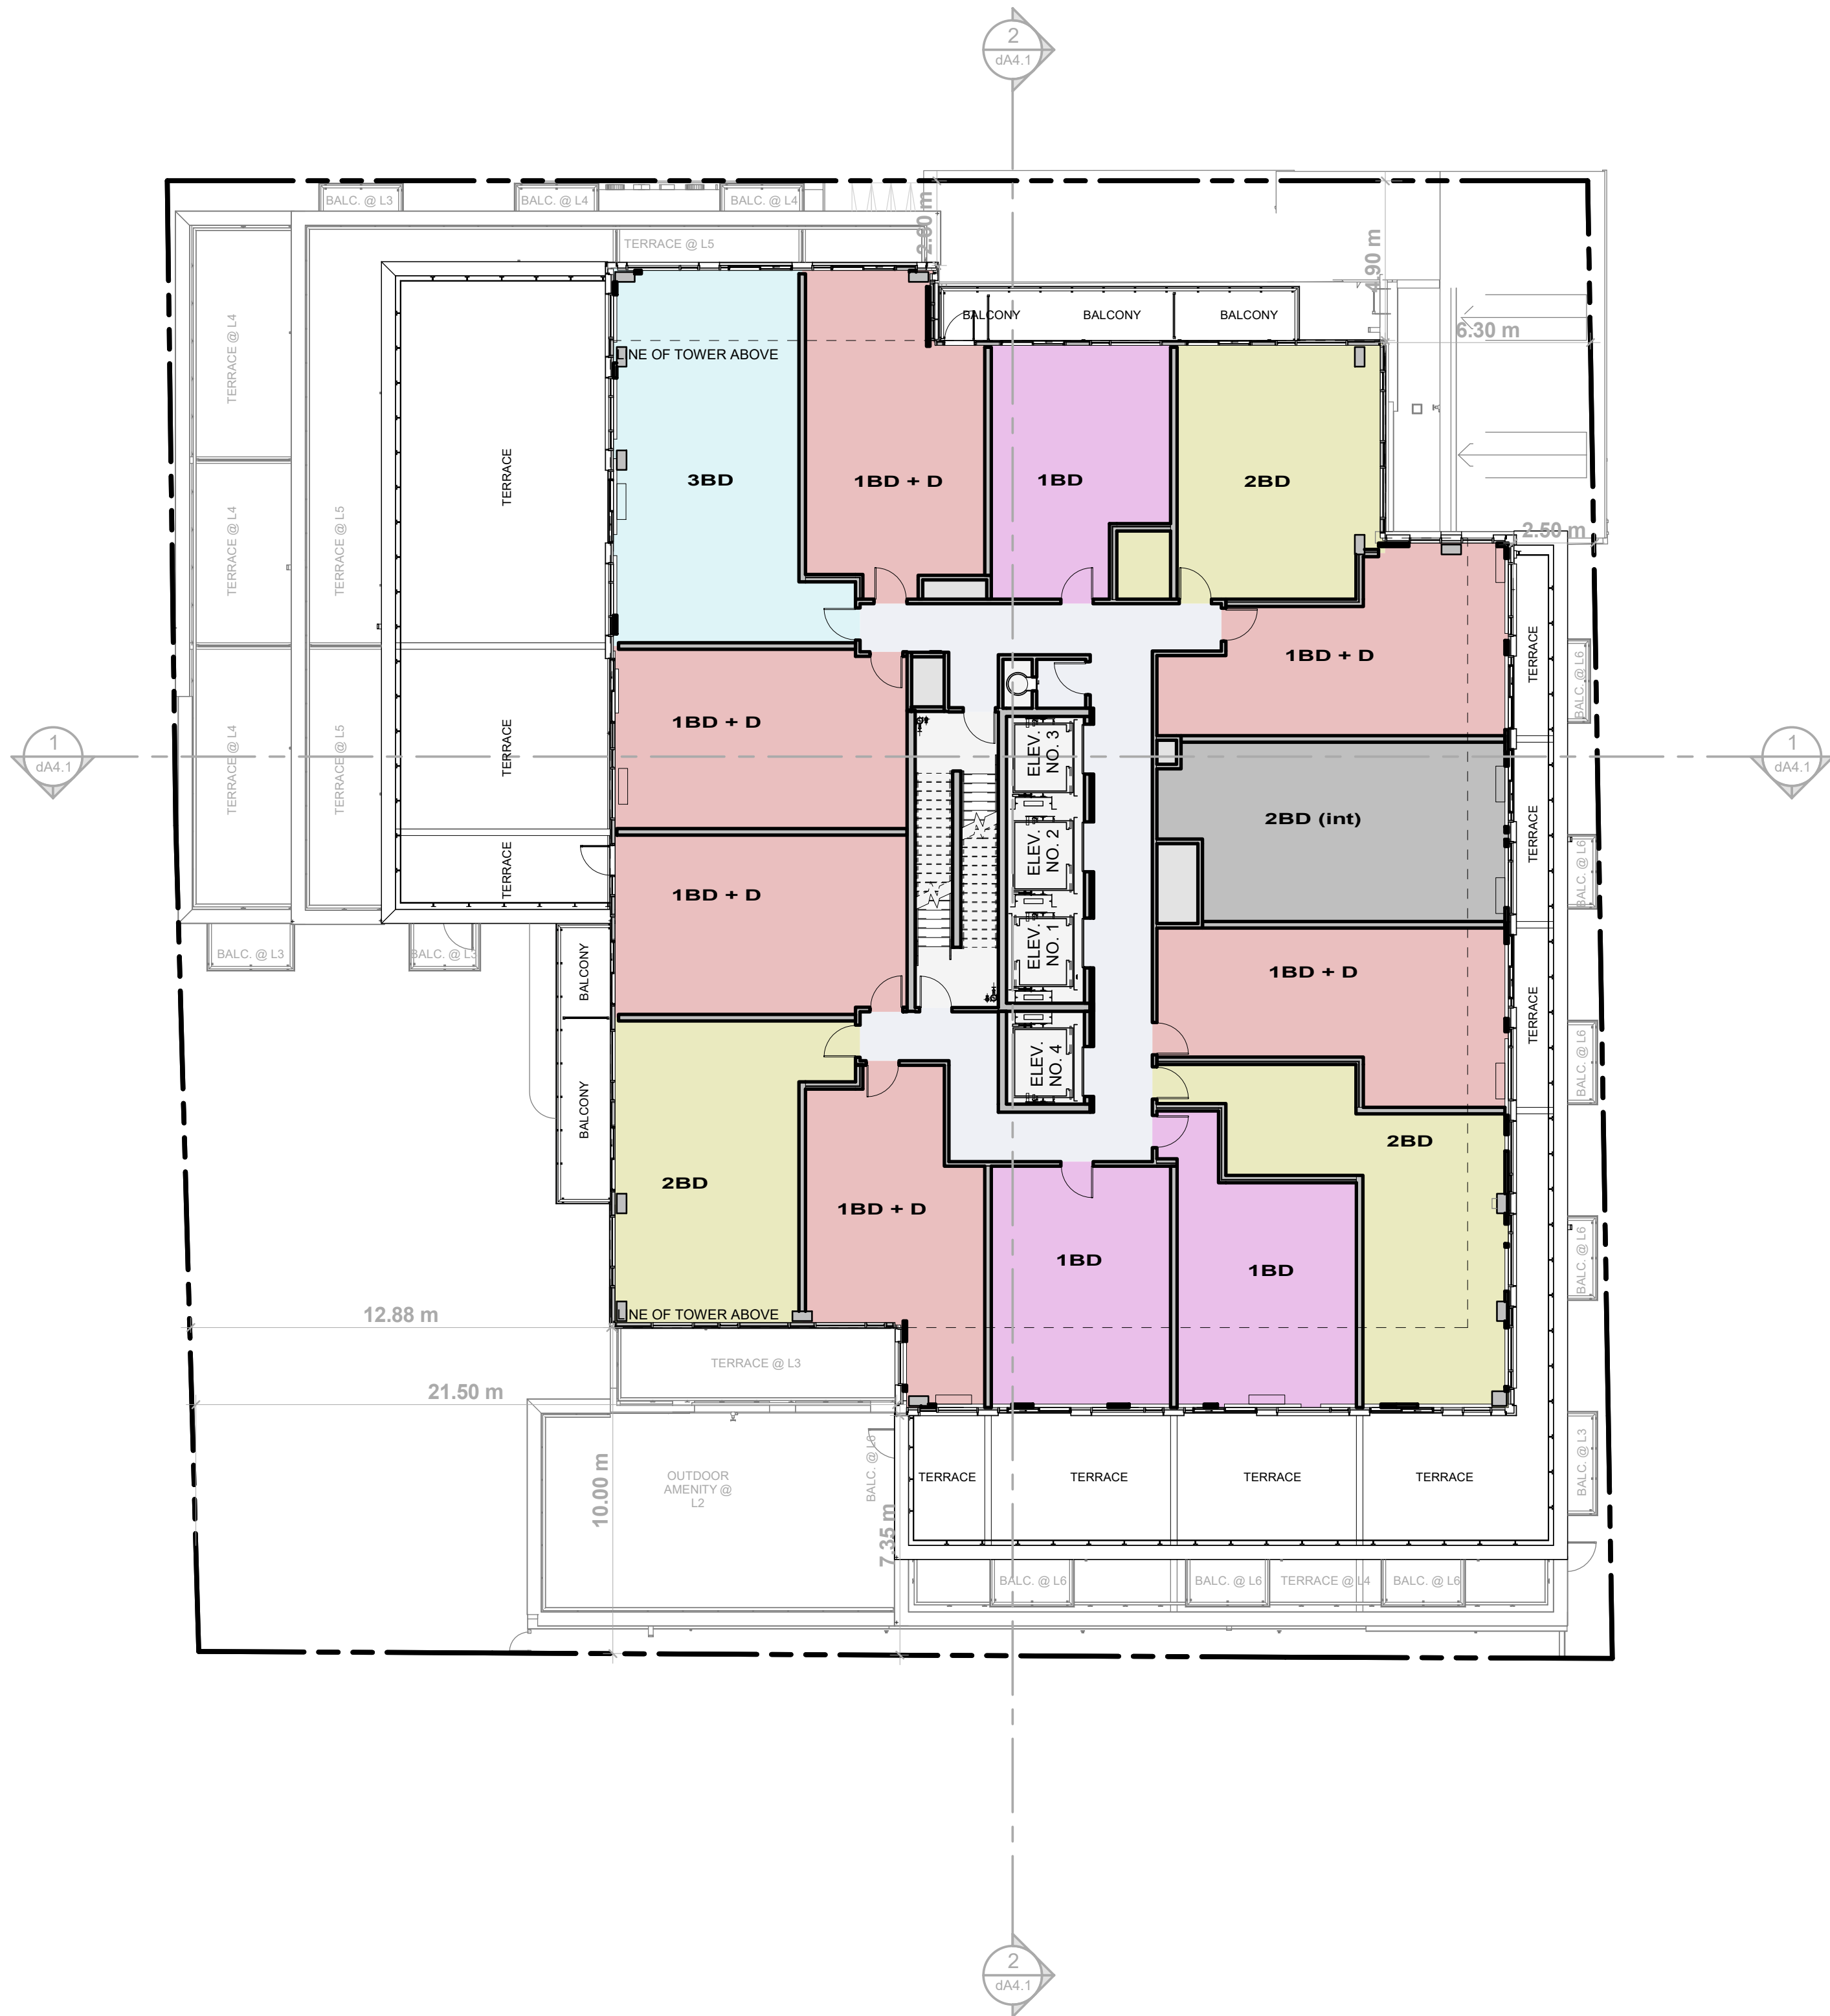 2
dA4.1
BALC. @ L3
BALC. @ L4
BALC. @ L4
TERRACE @ L5
2.60 m
4.90 m
6.30 m
2.50 m
BALCONY
BALCONY
BALCONY
LINE OF TOWER ABOVE
TERRACE @ L4
TERRACE @ L4
TERRACE @ L4
TERRACE @ L5
TERRACE @ L5
TERRACE
TERRACE
TERRACE
3BD
1BD + D
1BD
2BD
1BD + D
1BD + D
2BD (int)
1BD + D
1BD + D
ELEV.
NO. 3
ELEV.
NO. 2
ELEV.
NO. 1
ELEV.
NO. 4
1
dA4.1
1
dA4.1
TERRACE
TERRACE
TERRACE
BALC. @ L6
BALC. @ L6
BALC. @ L6
BALC. @ L6
BALC. @ L3
BALC. @ L3
BALC. @ L3
BALCONY
BALCONY
2BD
1BD + D
1BD
1BD
2BD
LINE OF TOWER ABOVE
12.88 m
21.50 m
10.00 m
7.35 m
TERRACE @ L3
OUTDOOR
AMENITY @
L2
TERRACE
TERRACE
TERRACE
TERRACE
BALC. @ L6
BALC. @ L6
TERRACE @ L4
BALC. @ L6
2
dA4.1